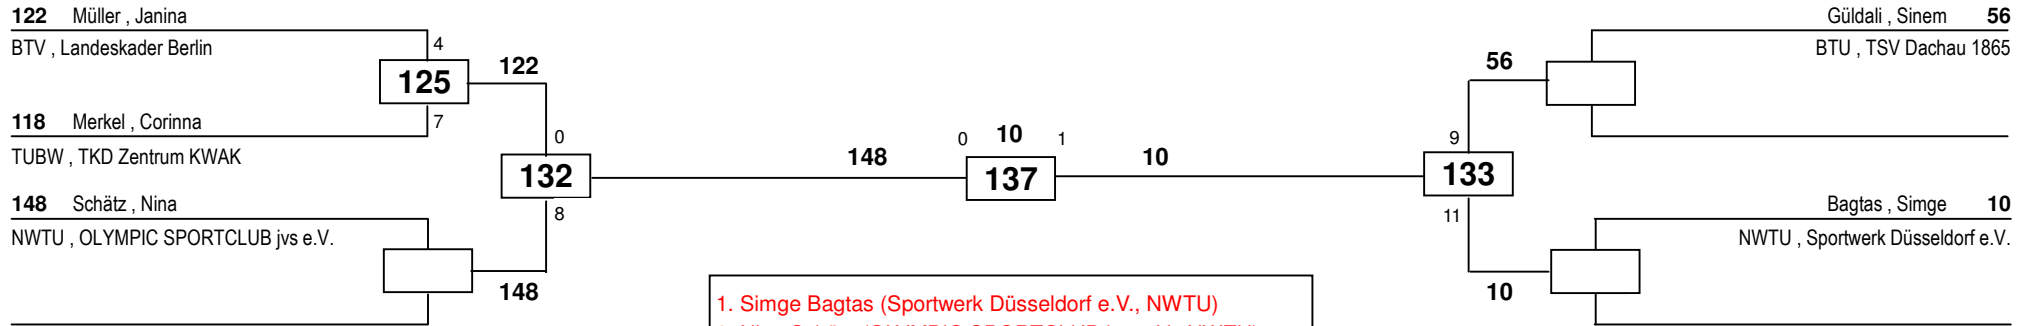 122 Müller , Janina
BTV , Landeskader Berlin
4
125
122
7
118 Merkel , Corinna
TUBW , TKD Zentrum KWAK
0
132
8
148 Schätz , Nina
NWTU , OLYMPIC SPORTCLUB jvs e.V.
148
148
0 10 1
137
10
Güldali , Sinem 56
BTU , TSV Dachau 1865
56
9
133
11
Bagtas , Simge 10
NWTU , Sportwerk Düsseldorf e.V.
10
1. Simge Bagtas (Sportwerk Düsseldorf e.V., NWTU)